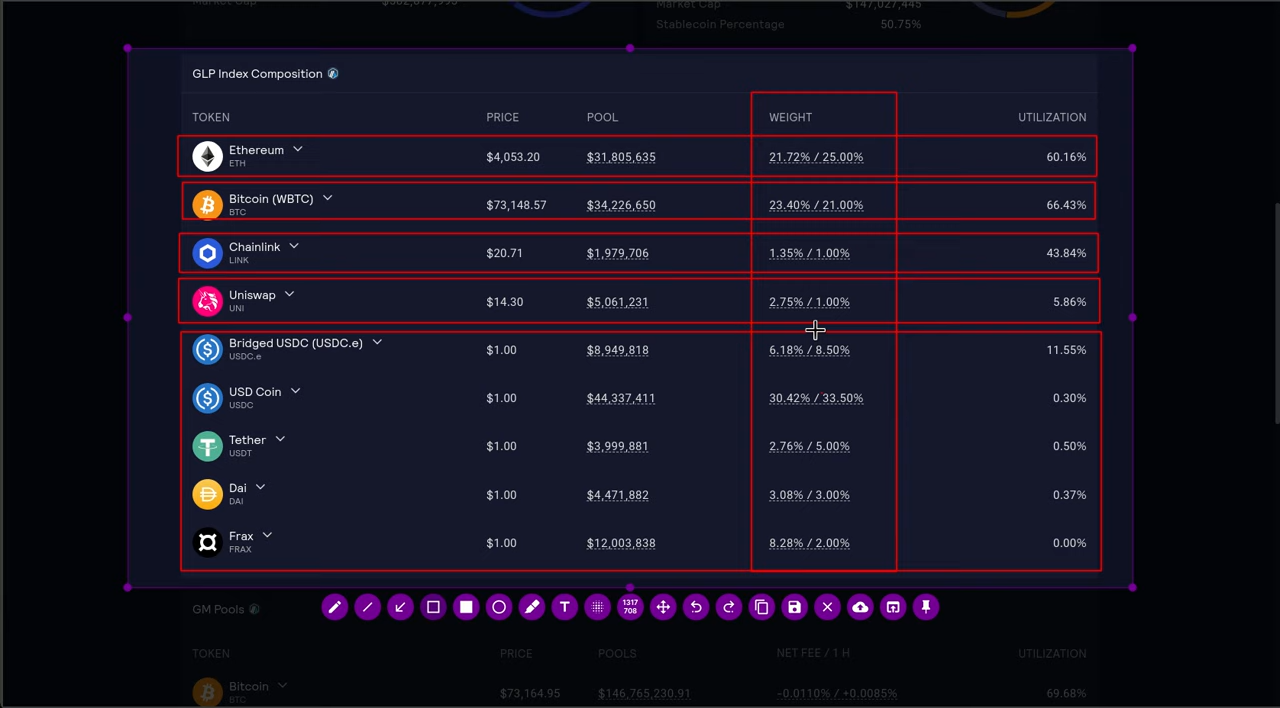 Market Cap
Market Cap $147,027,445
Stablecoin Percentage 50.75%
GLP Index Composition
TOKEN PRICE POOL WEIGHT UTILIZATION
Ethereum
ETH
$4,053.20 $31,805,635 21.72% / 25.00% 60.16%
Bitcoin (WBTC)
BTC
$73,148.57 $34,226,650 23.40% / 21.00% 66.43%
Chainlink
LINK
$20.71 $1,979,706 1.35% / 1.00% 43.84%
Uniswap
UNI
$14.30 $5,061,231 2.75% / 1.00% 5.86%
Bridged USDC (USDC.e)
USDC.e
$1.00 $8,949,818 6.18% / 8.50% 11.55%
USD Coin
USDC
$1.00 $44,337,411 30.42% / 33.50% 0.30%
Tether
USDT
$1.00 $3,999,881 2.76% / 5.00% 0.50%
Dai
DAI
$1.00 $4,471,882 3.08% / 3.00% 0.37%
Frax
FRAX
$1.00 $12,003,838 8.28% / 2.00% 0.00%
T
1317
708
GM Pools
TOKEN PRICE POOLS NET FEE / 1 H UTILIZATION
Bitcoin
BTC
$73,164.95 $146,765,230.91 -0.0110% / +0.0085% 69.68%